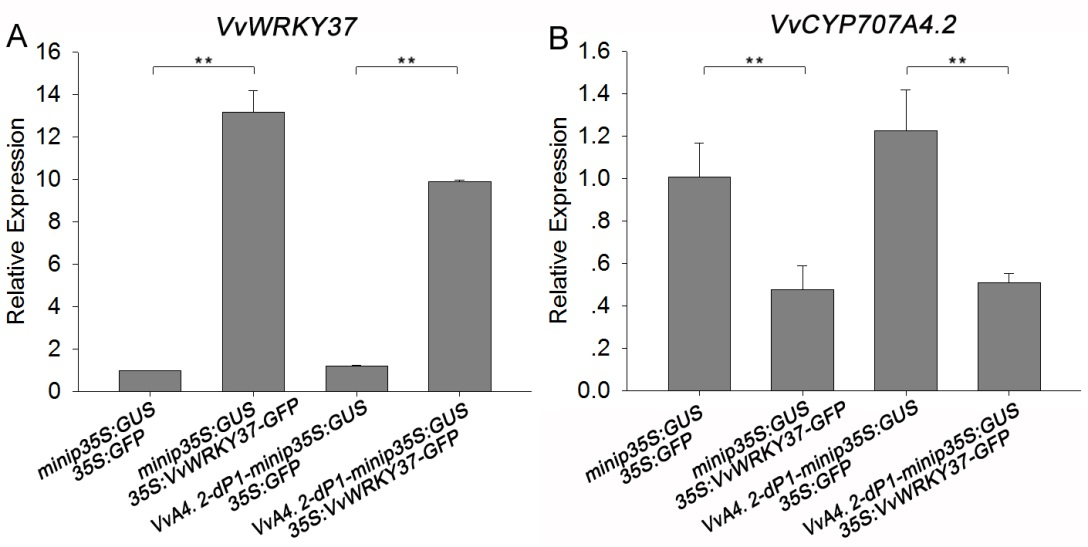 A
VvWRKY37
Relative Expression
16
14
12
10
8
6
4
2
0
**
**
minip35S:GUS
35S:GFP
minip35S:GUS
35S:VvWRKY37-GFP
VvA4. 2-dP1-minip35S:GUS
35S:GFP
VvA4. 2-dP1-minip35S:GUS
35S:VvWRKY37-GFP
B
VvCYP707A4.2
Relative Expression
1.6
1.4
1.2
1.0
.8
.6
.4
.2
0.0
**
**
minip35S:GUS
35S:GFP
minip35S:GUS
35S:VvWRKY37-GFP
VvA4. 2-dP1-minip35S:GUS
35S:GFP
VvA4. 2-dP1-minip35S:GUS
35S:VvWRKY37-GFP